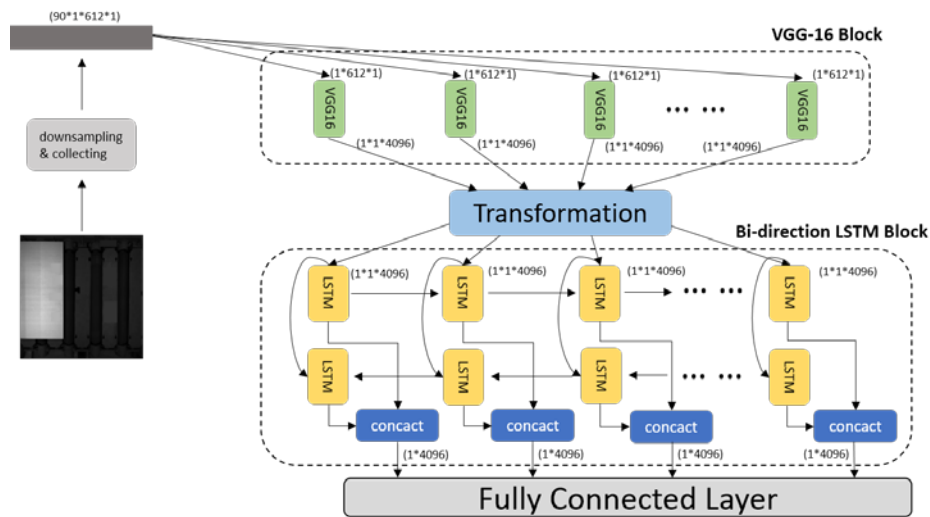 (90*1*612*1)
VGG-16 Block
(1*612*1) (1*612*1) (1*612*1) (1*612*1)
VGG16 VGG16 VGG16 ... ... VGG16
downsampling
& collecting
(1*1*4096) (1*1*4096) (1*1*4096) (1*1*4096)
Transformation
Bi-direction LSTM Block
LSTM (1*1*4096) LSTM (1*1*4096) LSTM (1*1*4096) ... ... LSTM (1*1*4096)
LSTM LSTM LSTM ... ... LSTM
concact concact concact concact
(1*4096) (1*4096) (1*4096) (1*4096)
Fully Connected Layer